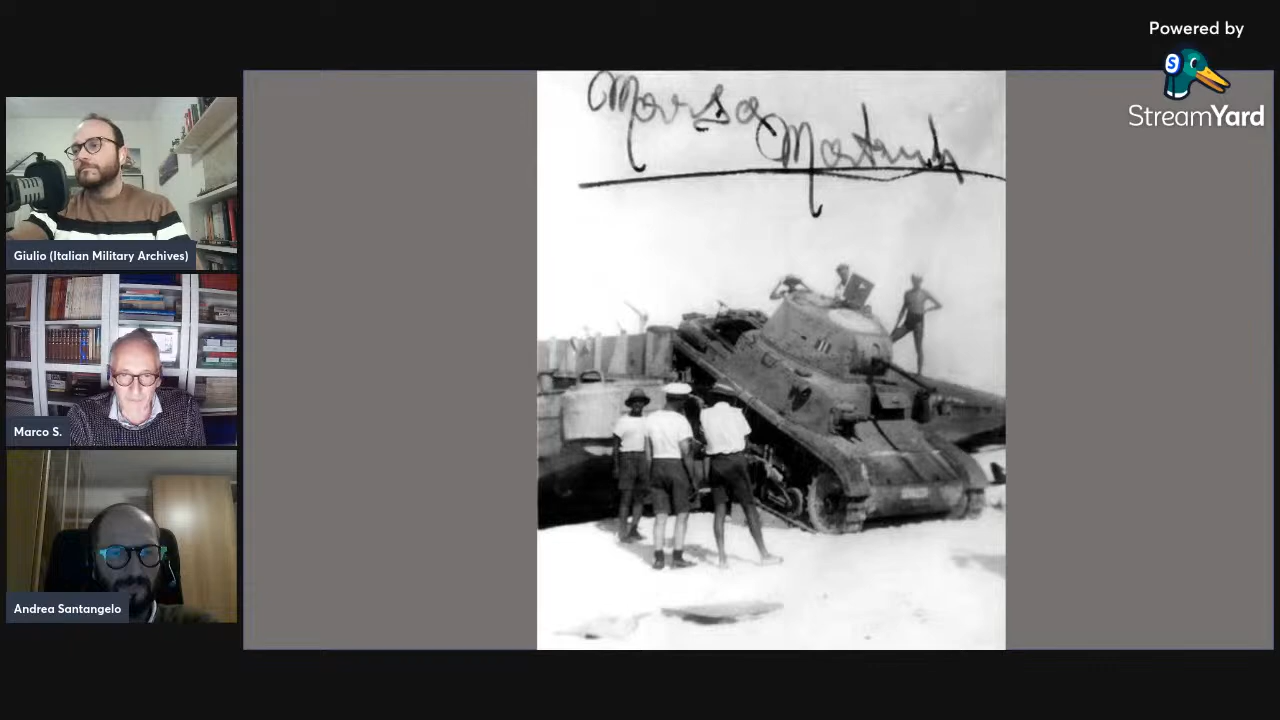 Powered by
StreamYard
Marsa
Matruh
Giulio (Italian Military Archives)
Marco S.
Andrea Santangelo